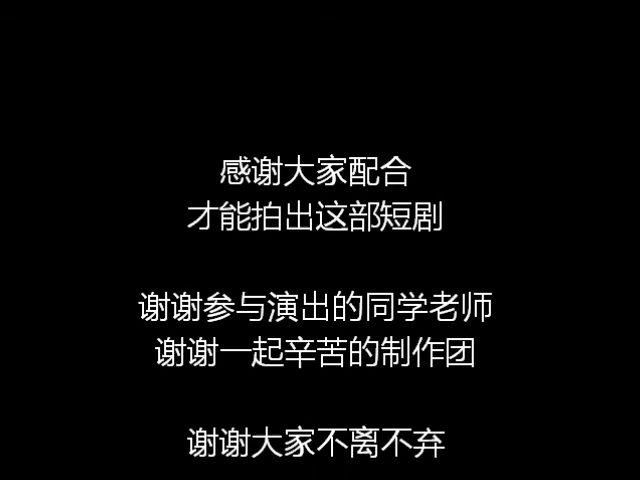 感谢大家配合
才能拍出这部短剧
谢谢参与演出的同学老师
谢谢一起辛苦的制作团
谢谢大家不离不弃